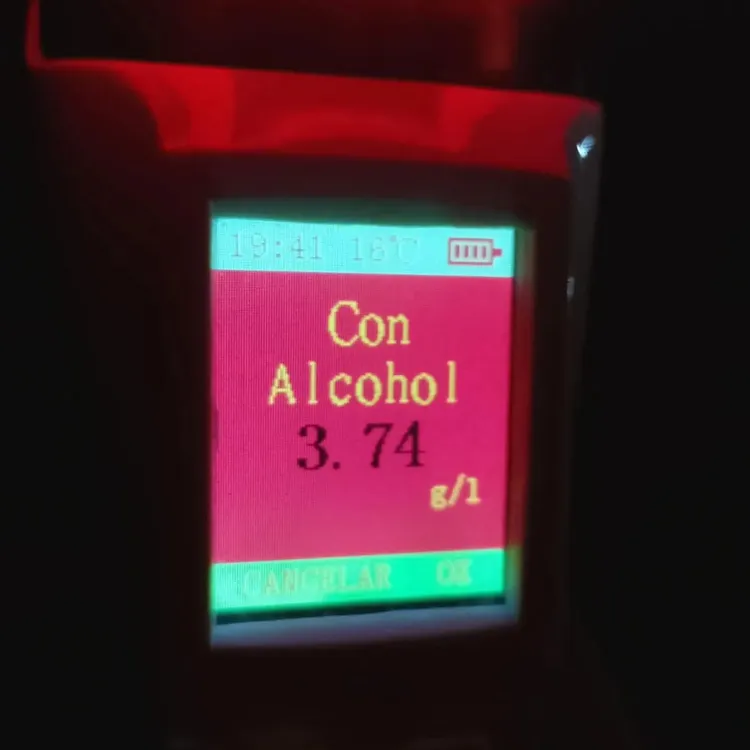 19:41 16℃
Con
Alcohol
3.74
g/l
CANCELAR OK